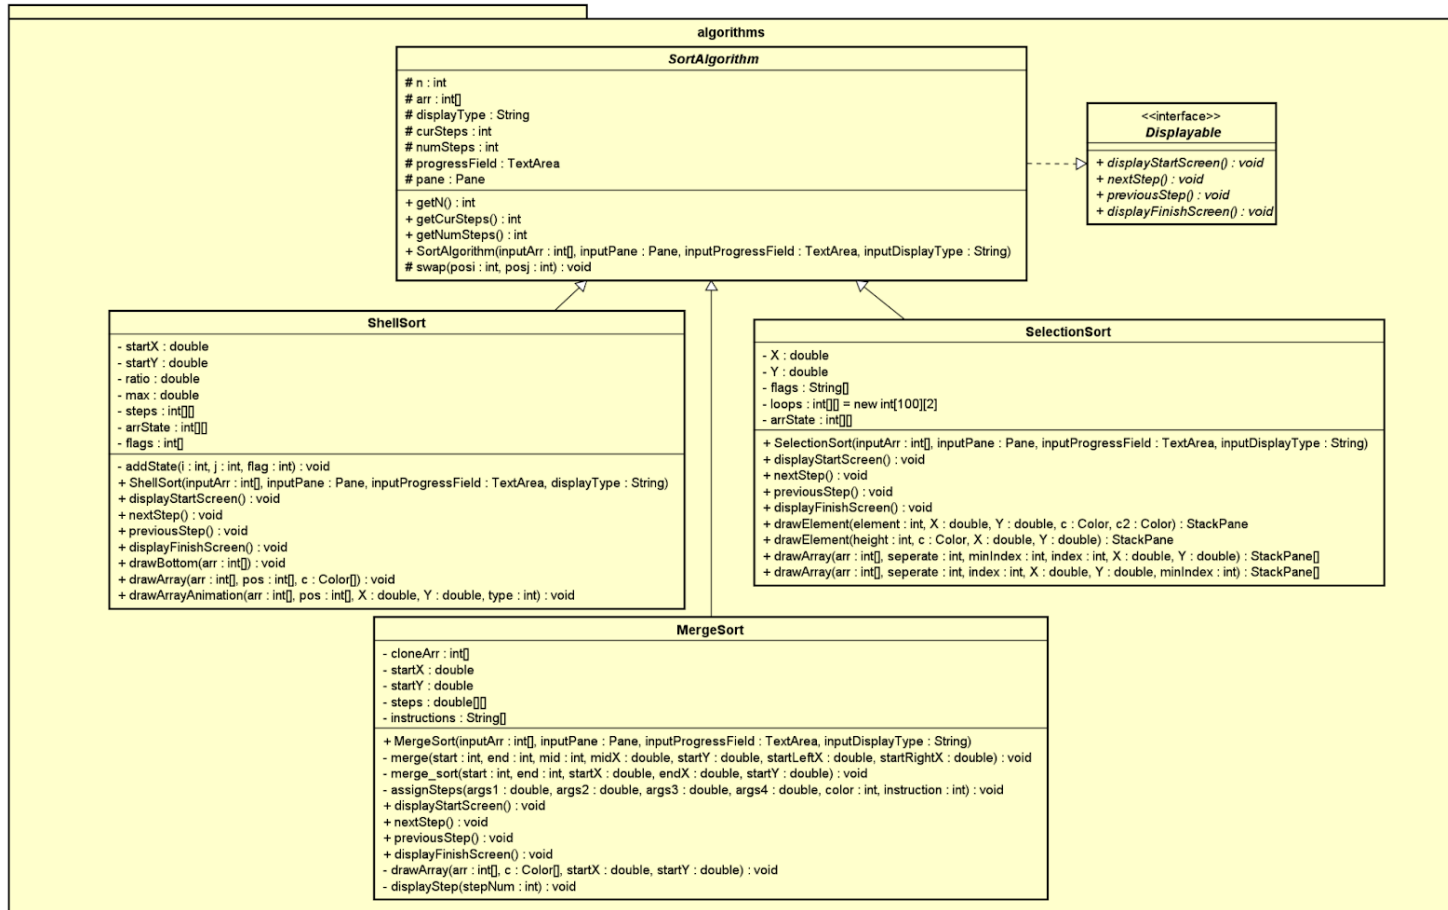 algorithms
SortAlgorithm
# n : int
# arr : int[]
# displayType : String
# curSteps : int
# numSteps : int
# progressField : TextArea
# pane : Pane
+ getN() : int
+ getCurSteps() : int
+ getNumSteps() : int
+ SortAlgorithm(inputArr : int[], inputPane : Pane, inputProgressField : TextArea, inputDisplayType : String)
# swap(posi : int, posj : int) : void
<<interface>>
Displayable
+ displayStartScreen() : void
+ nextStep() : void
+ previousStep() : void
+ displayFinishScreen() : void
ShellSort
- startX : double
- startY : double
- ratio : double
- max : double
- steps : int[][]
- arrState : int[][]
- flags : int[]
- addState(i : int, j : int, flag : int) : void
+ ShellSort(inputArr : int[], inputPane : Pane, inputProgressField : TextArea, displayType : String)
+ displayStartScreen() : void
+ nextStep() : void
+ previousStep() : void
+ displayFinishScreen() : void
+ drawBottom(arr : int[]) : void
+ drawArray(arr : int[], pos : int[], c : Color[]) : void
+ drawArrayAnimation(arr : int[], pos : int[], X : double, Y : double, type : int) : void
SelectionSort
- X : double
- Y : double
- flags : String[]
- loops : int[][] = new int[100][2]
- arrState : int[][]
+ SelectionSort(inputArr : int[], inputPane : Pane, inputProgressField : TextArea, inputDisplayType : String)
+ displayStartScreen() : void
+ nextStep() : void
+ previousStep() : void
+ displayFinishScreen() : void
+ drawElement(element : int, X : double, Y : double, c : Color, c2 : Color) : StackPane
+ drawElement(height : int, c : Color, X : double, Y : double) : StackPane
+ drawArray(arr : int[], seperate : int, minIndex : int, index : int, X : double, Y : double) : StackPane[]
+ drawArray(arr : int[], seperate : int, index : int, X : double, Y : double, minIndex : int) : StackPane[]
MergeSort
- cloneArr : int[]
- startX : double
- startY : double
- steps : double[][]
- instructions : String[]
+ MergeSort(inputArr : int[], inputPane : Pane, inputProgressField : TextArea, inputDisplayType : String)
- merge(start : int, end : int, mid : int, midX : double, startY : double, startLeftX : double, startRightX : double) : void
- merge_sort(start : int, end : int, startX : double, endX : double, startY : double) : void
- assignSteps(args1 : double, args2 : double, args3 : double, args4 : double, color : int, instruction : int) : void
+ displayStartScreen() : void
+ nextStep() : void
+ previousStep() : void
+ displayFinishScreen() : void
- drawArray(arr : int[], c : Color[], startX : double, startY : double) : void
- displayStep(stepNum : int) : void